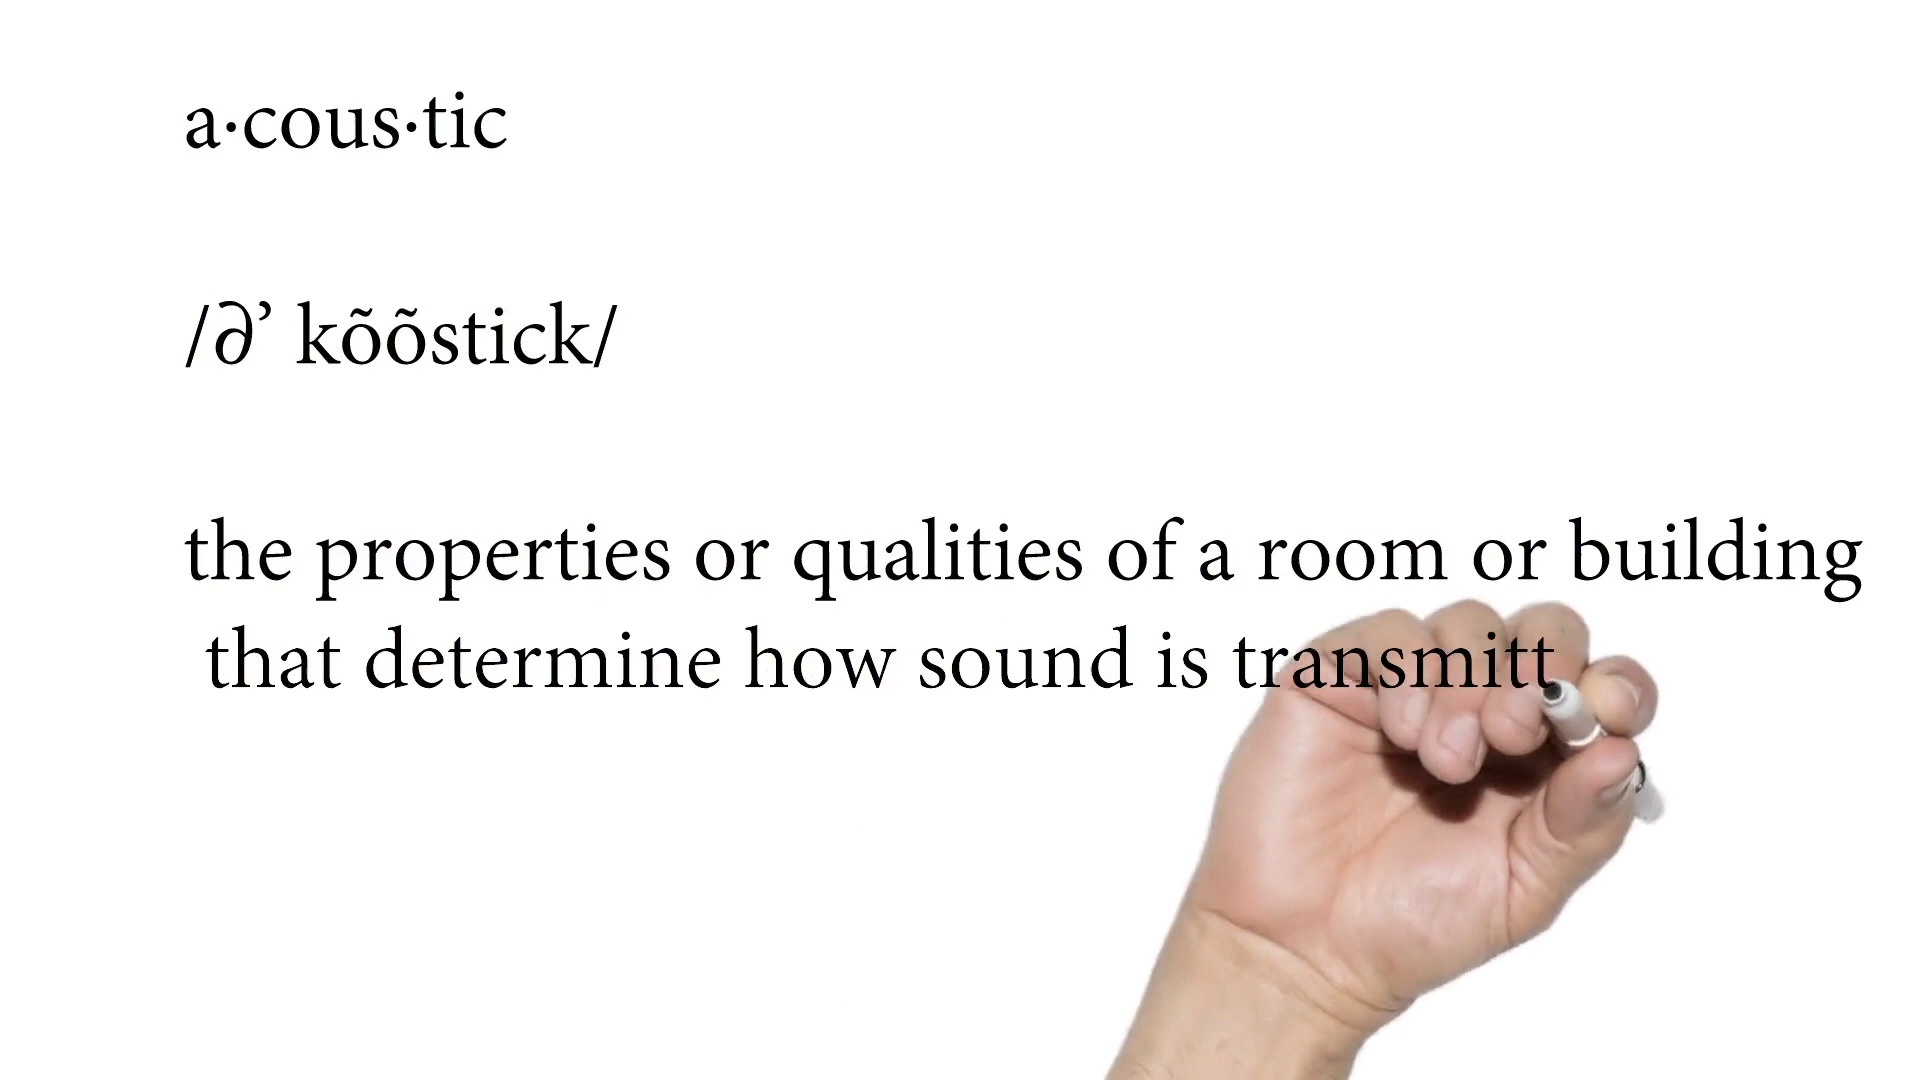 a·cous·tic
/∂’ kõõstick/
the properties or qualities of a room or building
that determine how sound is transmitt